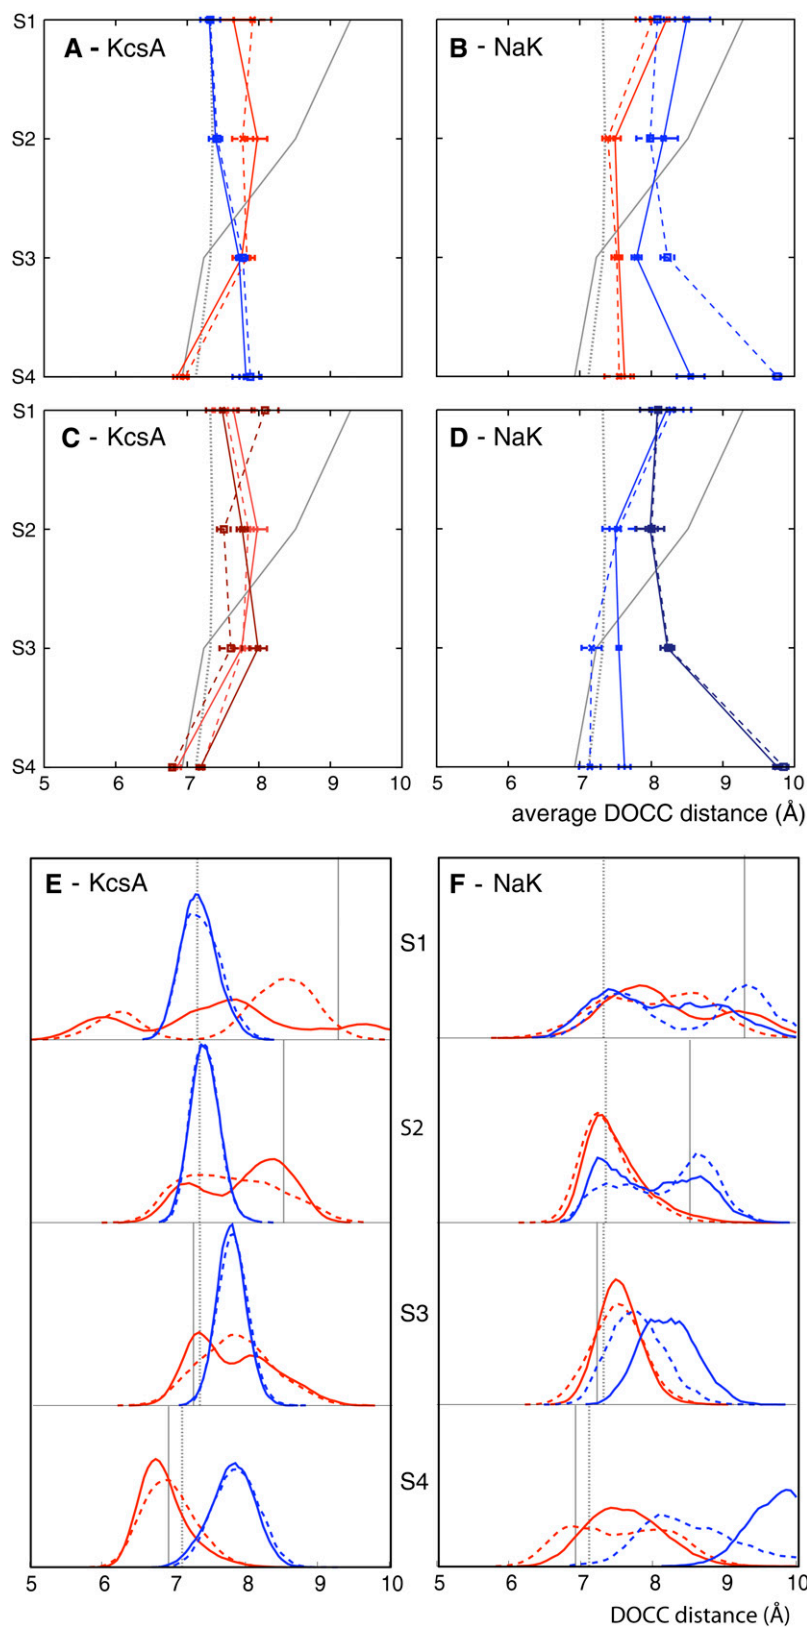 A - KcsA
B - NaK
S1
S2
S3
S4
S1
C - KcsA
D - NaK
S2
S3
S4
5 6 7 8 9 10
5 6 7 8 9 10
average DOCC distance (Å)
E - KcsA
F - NaK
S1
S2
S3
S4
5 6 7 8 9 10
5 6 7 8 9 10
DOCC distance (Å)